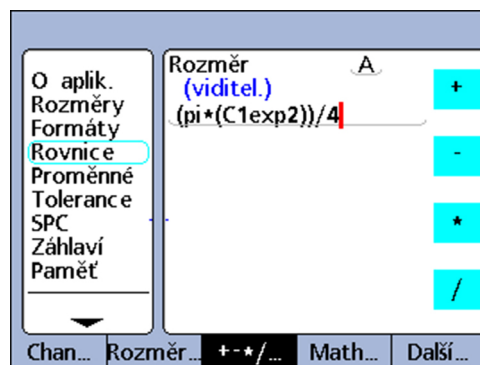 O aplik.
Rozměry
Formáty
Rovnice
Proměnné
Tolerance
SPC
Záhlaví
Paměť
Rozměr A
(viditel.)
(pi*(C1exp2))/4
+
-
*
/
Chan... Rozměr... +-*/... Math... Další...